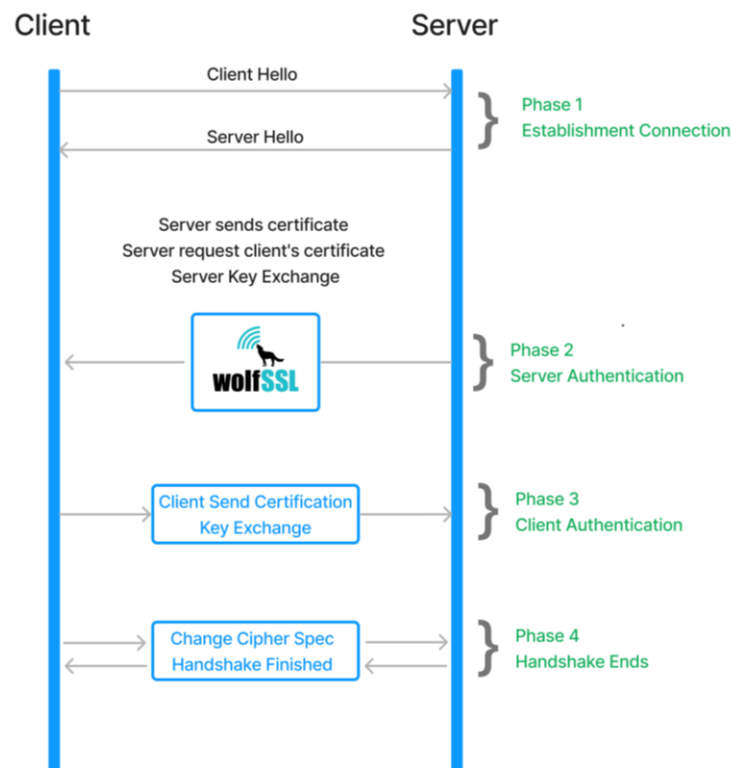 Client
Server
Client Hello
Server Hello
Phase 1
Establishment Connection
Server sends certificate
Server request client's certificate
Server Key Exchange
wolfSSL
Phase 2
Server Authentication
Client Send Certification
Key Exchange
Phase 3
Client Authentication
Change Cipher Spec
Handshake Finished
Phase 4
Handshake Ends